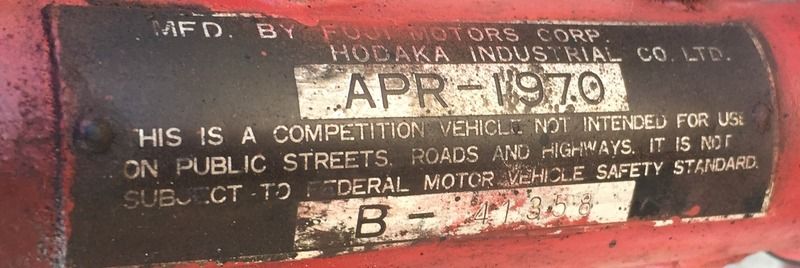 MFD. BY FUJI MOTORS CORP.
HODAKA INDUSTRIAL CO. LTD.
APR-1970
THIS IS A COMPETITION VEHICLE NOT INTENDED FOR USE
ON PUBLIC STREETS, ROADS AND HIGHWAYS. IT IS NOT
SUBJECT TO FEDERAL MOTOR VEHICLE SAFETY STANDARD.
B- 41358